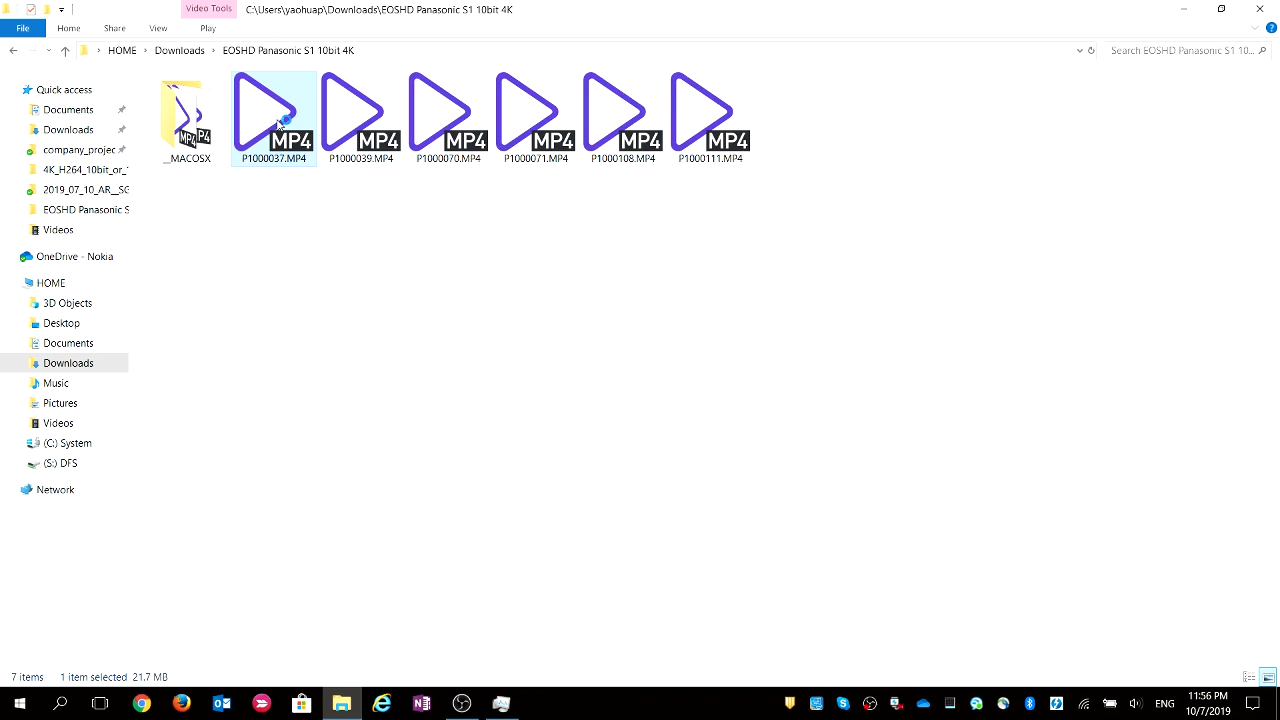 Video Tools
C:\Users\yaohuap\Downloads\EOSHD Panasonic S1 10bit 4K
File
Home
Share
View
Play
HOME
Downloads
EOSHD Panasonic S1 10bit 4K
Search EOSHD Panasonic S1 10...
Quick access
Documents
Downloads
company_projec
4K_H264_10bit_or_
2019_07_10_AR__SG
EOSHD Panasonic S
Videos
OneDrive - Nokia
HOME
3D Objects
Desktop
Documents
Downloads
Music
Pictures
Videos
(C:) System
(S:) DFS
Network
MP4
P4
MP4
MP4
MP4
MP4
MP4
MP4
__MACOSX
P1000037.MP4
P1000039.MP4
P1000070.MP4
P1000071.MP4
P1000108.MP4
P1000111.MP4
7 items
1 item selected 21.7 MB
ENG
11:56 PM
10/7/2019